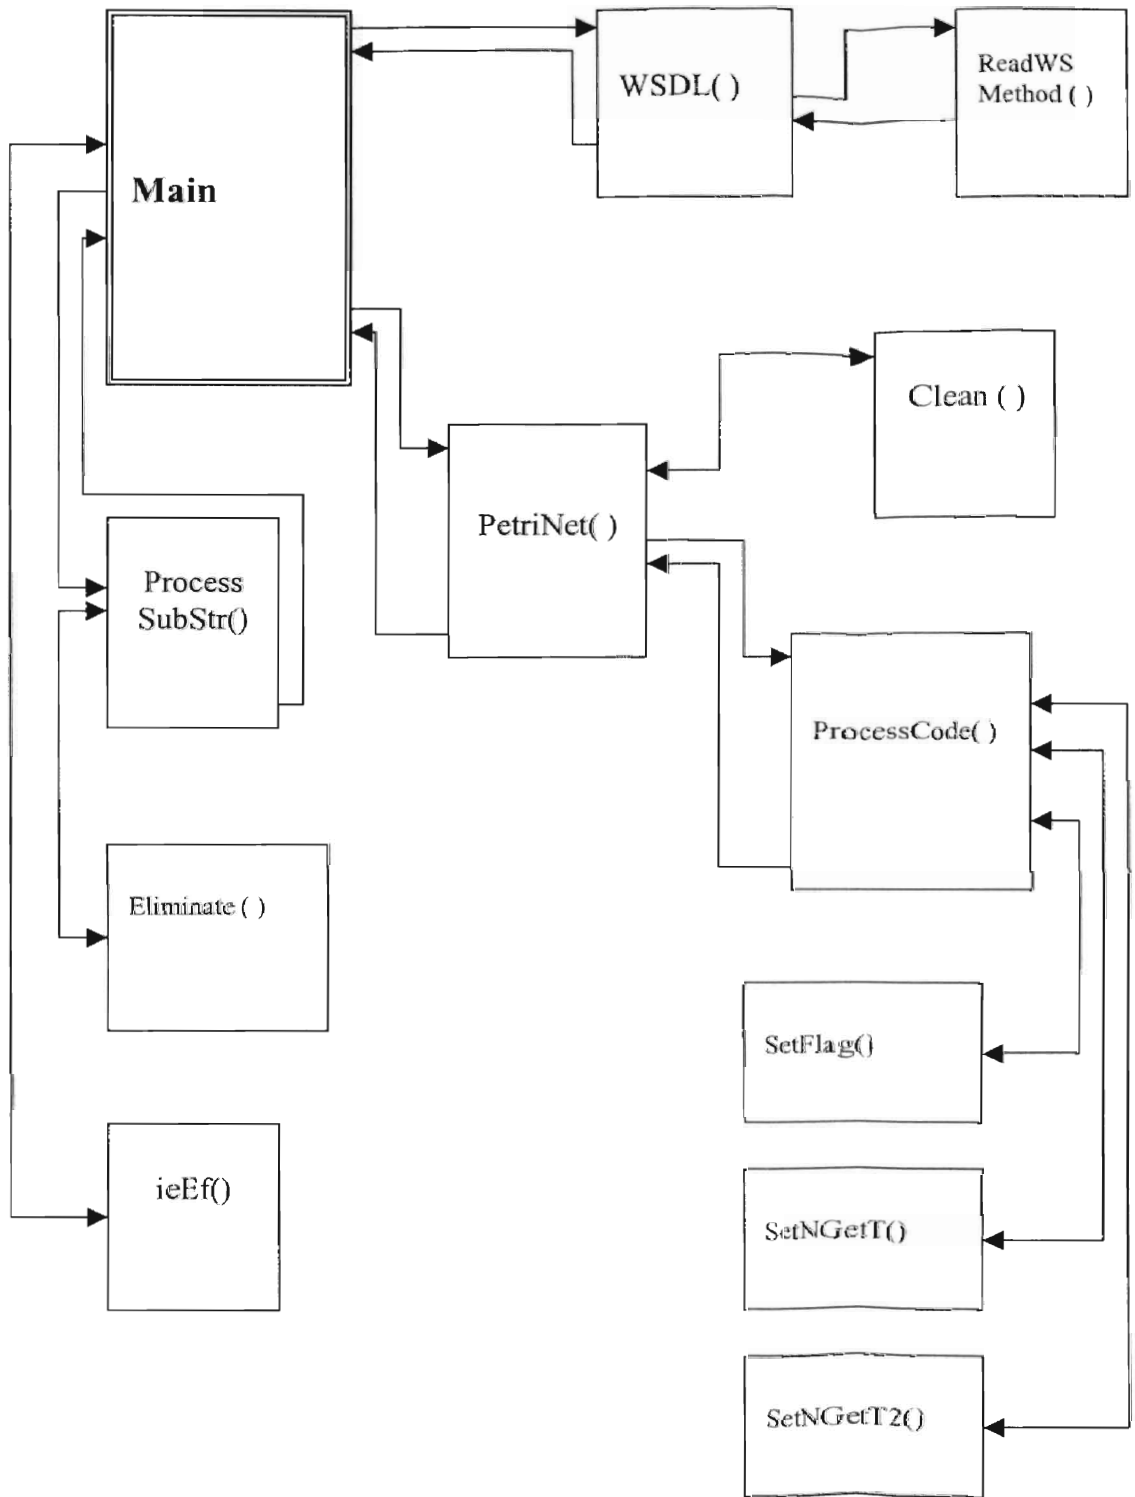 WSDL( )
ReadWS
Method ( )
Main
Clean ( )
PetriNet( )
Process
SubStr()
ProcessCode( )
Eliminate ( )
SetFlag()
ieEf()
SetNGetT()
SetNGetT2()